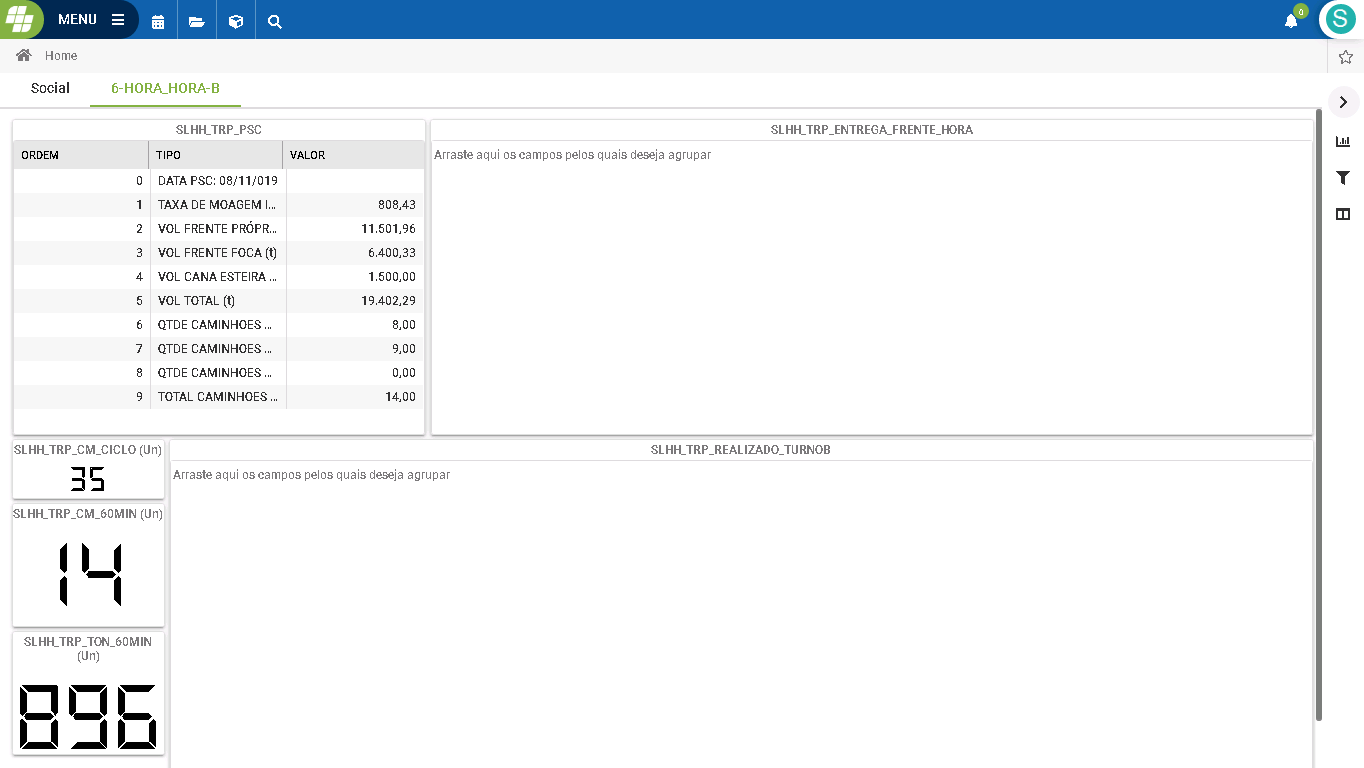 MENU
0
S
Home
Social
6-HORA_HORA-B
SLHH_TRP_PSC
ORDEM TIPO VALOR
0 DATA PSC: 08/11/019
1 TAXA DE MOAGEM I... 808,43
2 VOL FRENTE PRÓPR... 11.501,96
3 VOL FRENTE FOCA (t) 6.400,33
4 VOL CANA ESTEIRA ... 1.500,00
5 VOL TOTAL (t) 19.402,29
6 QTDE CAMINHOES ... 8,00
7 QTDE CAMINHOES ... 9,00
8 QTDE CAMINHOES ... 0,00
9 TOTAL CAMINHOES ... 14,00
SLHH_TRP_ENTREGA_FRENTE_HORA
Arraste aqui os campos pelos quais deseja agrupar
SLHH_TRP_CM_CICLO (Un)
35
SLHH_TRP_CM_60MIN (Un)
14
SLHH_TRP_TON_60MIN
(Un)
896
SLHH_TRP_REALIZADO_TURNOB
Arraste aqui os campos pelos quais deseja agrupar